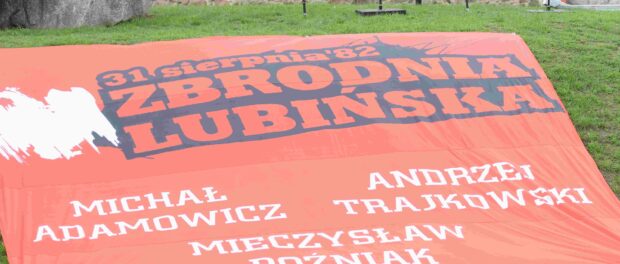 31 sierpnia '82
ZBRODNIA
LUBIŃSKA
MICHAŁ
ADAMOWICZ
ANDRZEJ
TRAJKOWSKI
MIECZYSŁAW
POŹNIAK